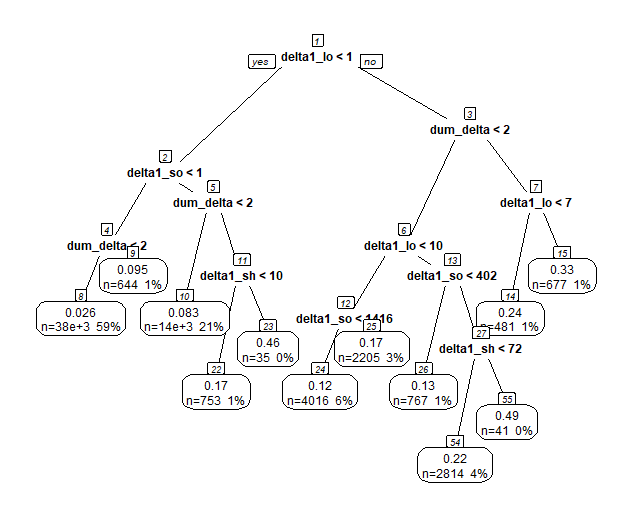 1
delta1_lo < 1
yes
no
3
dum_delta < 2
2
delta1_so < 1
5
dum_delta < 2
7
delta1_lo < 7
4
dum_delta < 2
6
delta1_lo < 10
9
0.095
n=644 1%
11
delta1_sh < 10
13
delta1_so < 402
15
0.33
n=677 1%
8
0.026
n=38e+3 59%
10
0.083
n=14e+3 21%
12
delta1_so < 1416
14
0.24
n=481 1%
23
0.46
n=35 0%
25
0.17
n=2205 3%
27
delta1_sh < 72
22
0.17
n=753 1%
24
0.12
n=4016 6%
26
0.13
n=767 1%
55
0.49
n=41 0%
54
0.22
n=2814 4%